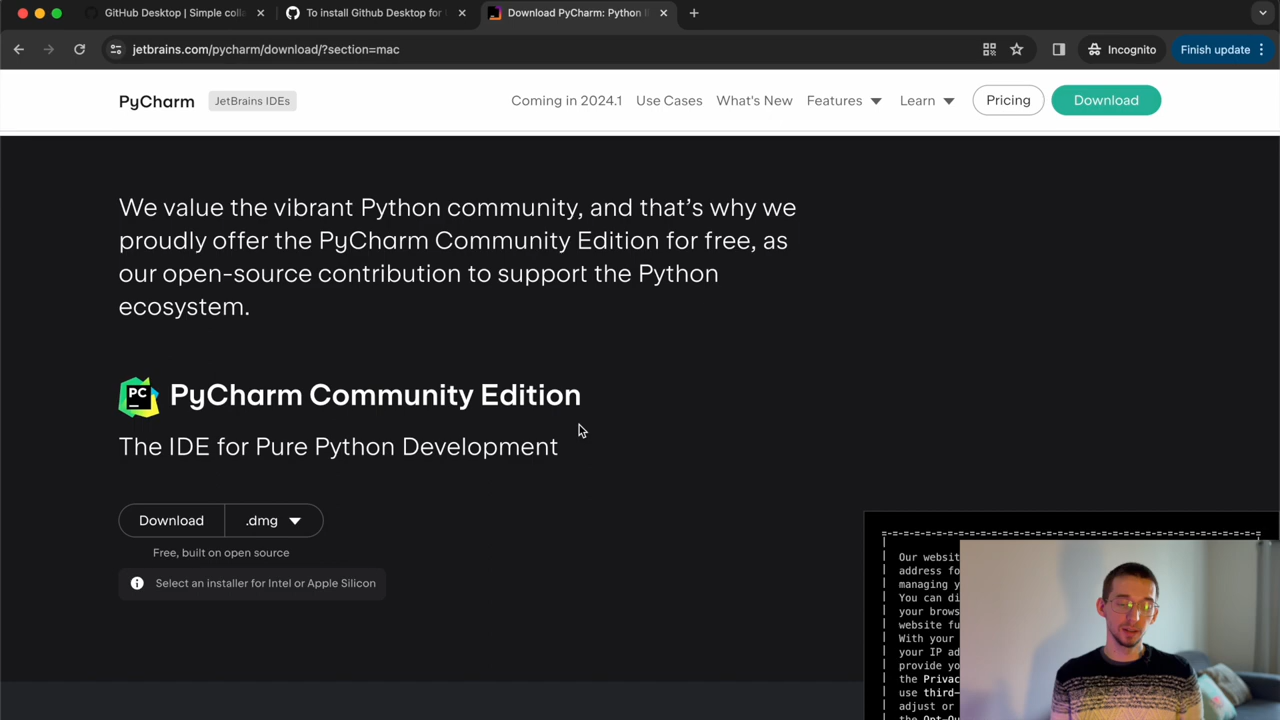 GitHub Desktop | Simple colla
To install Github Desktop for
Download PyCharm: Python I
jetbrains.com/pycharm/download/?section=mac
Incognito
Finish update
PyCharm
JetBrains IDEs
Coming in 2024.1
Use Cases
What's New
Features
Learn
Pricing
Download
We value the vibrant Python community, and that's why we
proudly offer the PyCharm Community Edition for free, as
our open-source contribution to support the Python
ecosystem.
PC
PyCharm Community Edition
The IDE for Pure Python Development
Download
.dmg
Free, built on open source
Select an installer for Intel or Apple Silicon
Our websit
address fo
managing y
You can di
your brows
website fu
With your
your IP ad
provide yo
the Privac
use third-
adjust or
the Opt-Ou